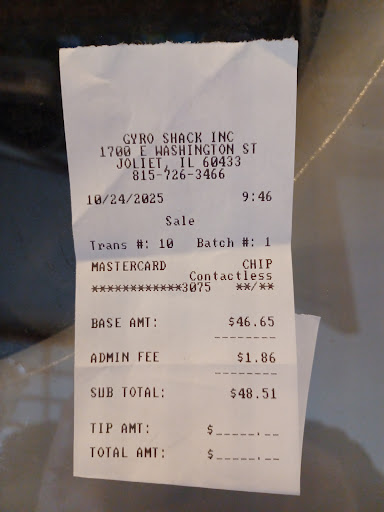 GYRO SHACK INC
1700 E WASHINGTON ST
JOLIET, IL 60433
815-726-3466
10/24/2025 9:46
Sale
Trans #: 10 Batch #: 1
MASTERCARD CHIP
Contactless
************3075 **/**
BASE AMT: $46.65
--------
ADMIN FEE $1.86
--------
SUB TOTAL: $48.51
TIP AMT: $_____.__
TOTAL AMT: $_____.__